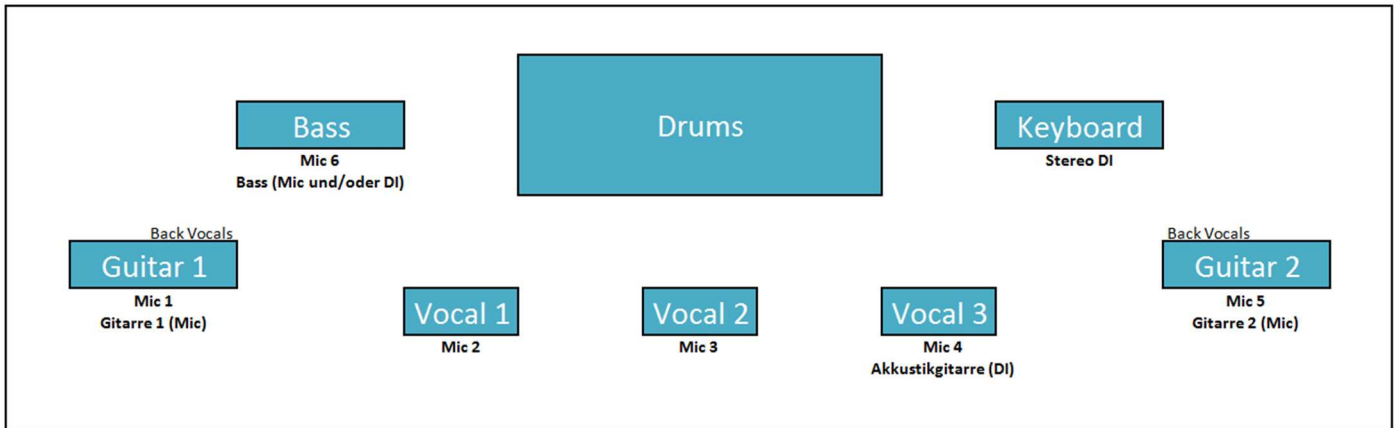 Bass
Mic 6
Bass (Mic und/oder DI)
Drums
Keyboard
Stereo DI
Back Vocals
Guitar 1
Mic 1
Gitarre 1 (Mic)
Vocal 1
Mic 2
Vocal 2
Mic 3
Vocal 3
Mic 4
Akkustikgitarre (DI)
Back Vocals
Guitar 2
Mic 5
Gitarre 2 (Mic)